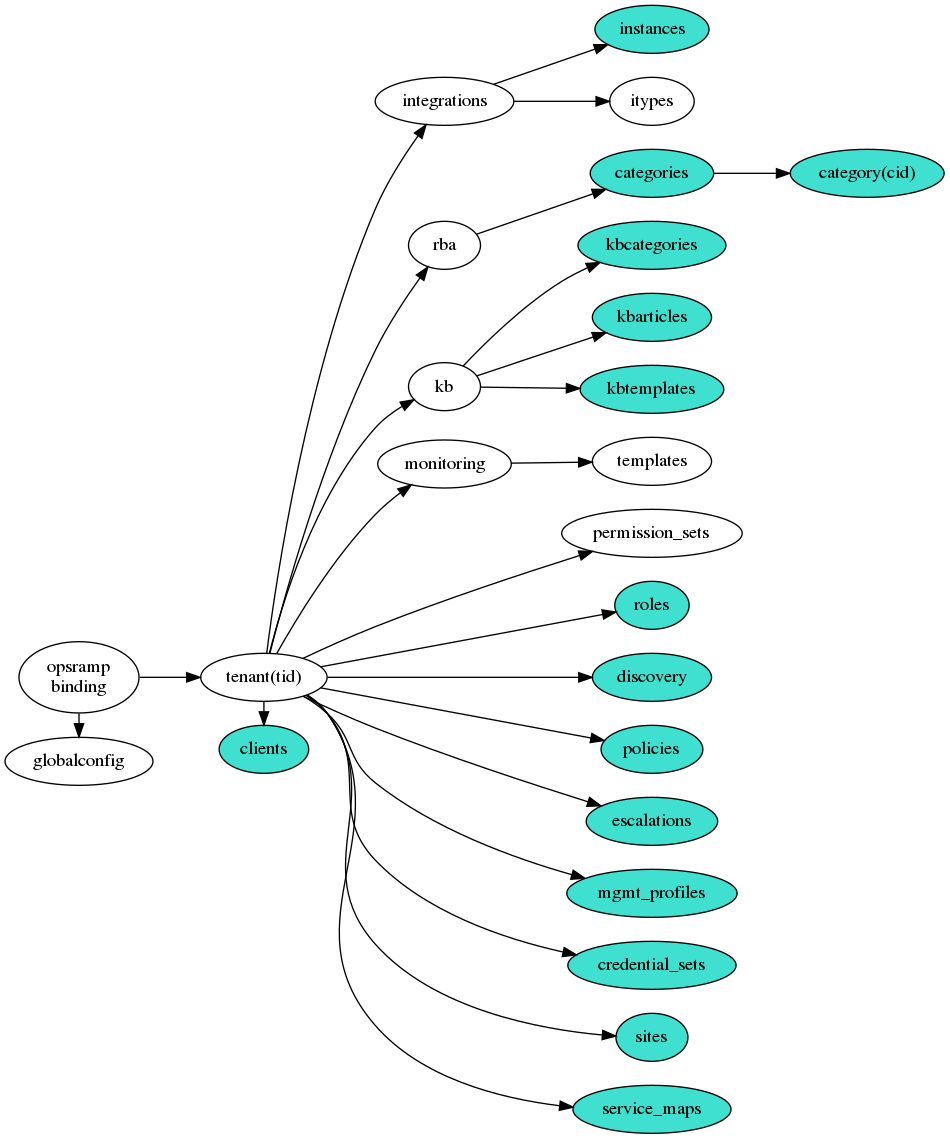 instances
integrations
itypes
categories
category(cid)
rba
kbcategories
kbarticles
kb
kbtemplates
monitoring
templates
permission_sets
roles
opsramp
binding
tenant(tid)
discovery
clients
policies
globalconfig
escalations
mgmt_profiles
credential_sets
sites
service_maps